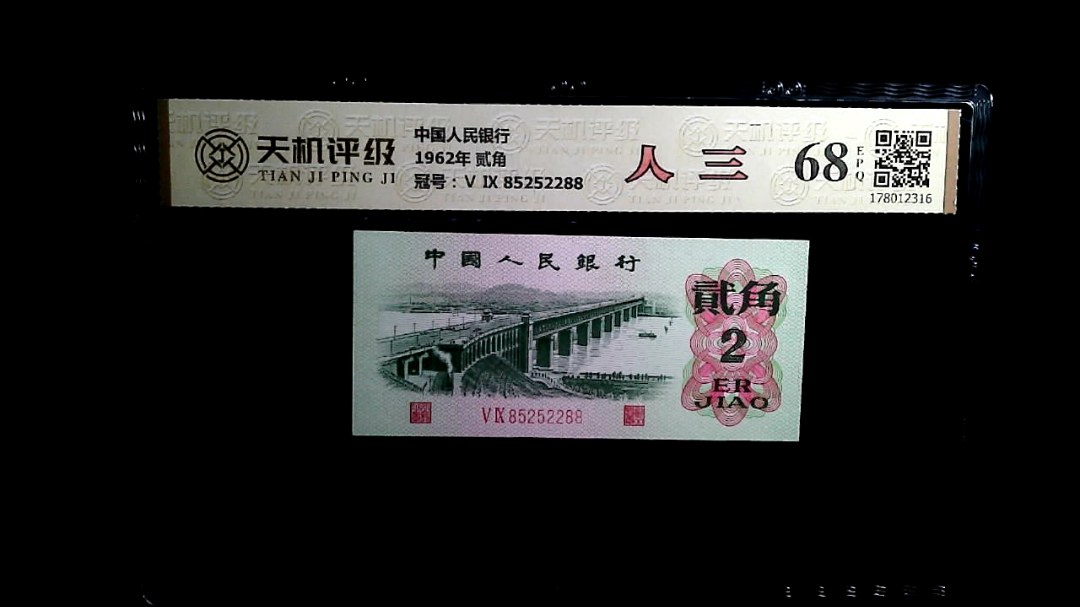 天机评级
TIAN JI PING JI
中国人民银行
1962年 贰角
冠号：V IX 85252288
人三
68
EPQ
178012316
中國人民銀行
貳角
2
ER
JIAO
V IX 85252288